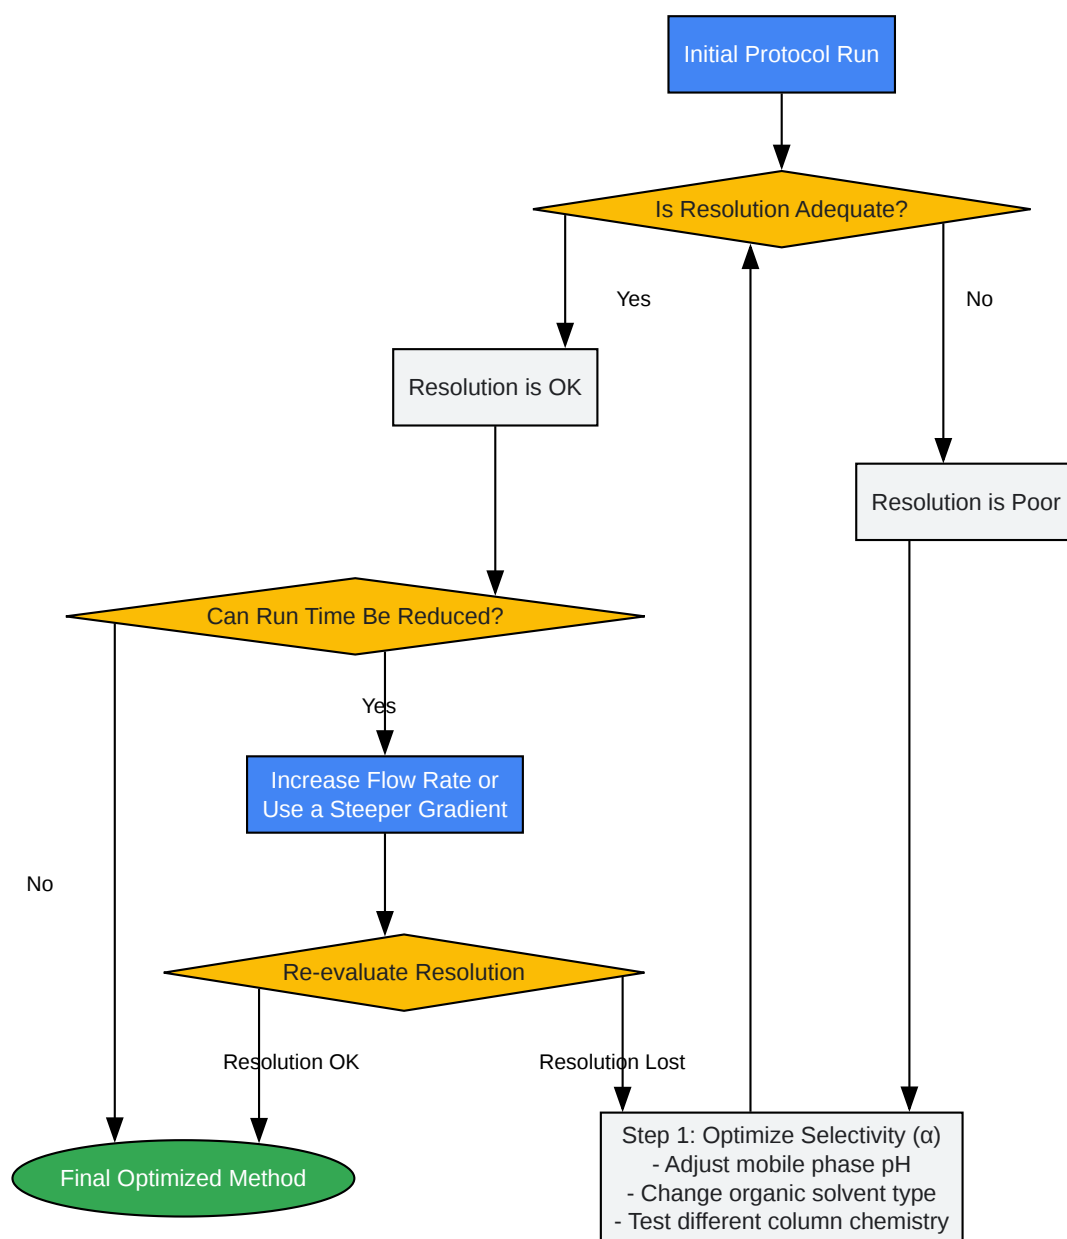 Initial Protocol Run
Is Resolution Adequate?
Yes
No
Resolution is OK
Resolution is Poor
Can Run Time Be Reduced?
Yes
Increase Flow Rate or
Use a Steeper Gradient
No
Re-evaluate Resolution
Resolution OK
Resolution Lost
Final Optimized Method
Step 1: Optimize Selectivity (α)
- Adjust mobile phase pH
- Change organic solvent type
- Test different column chemistry